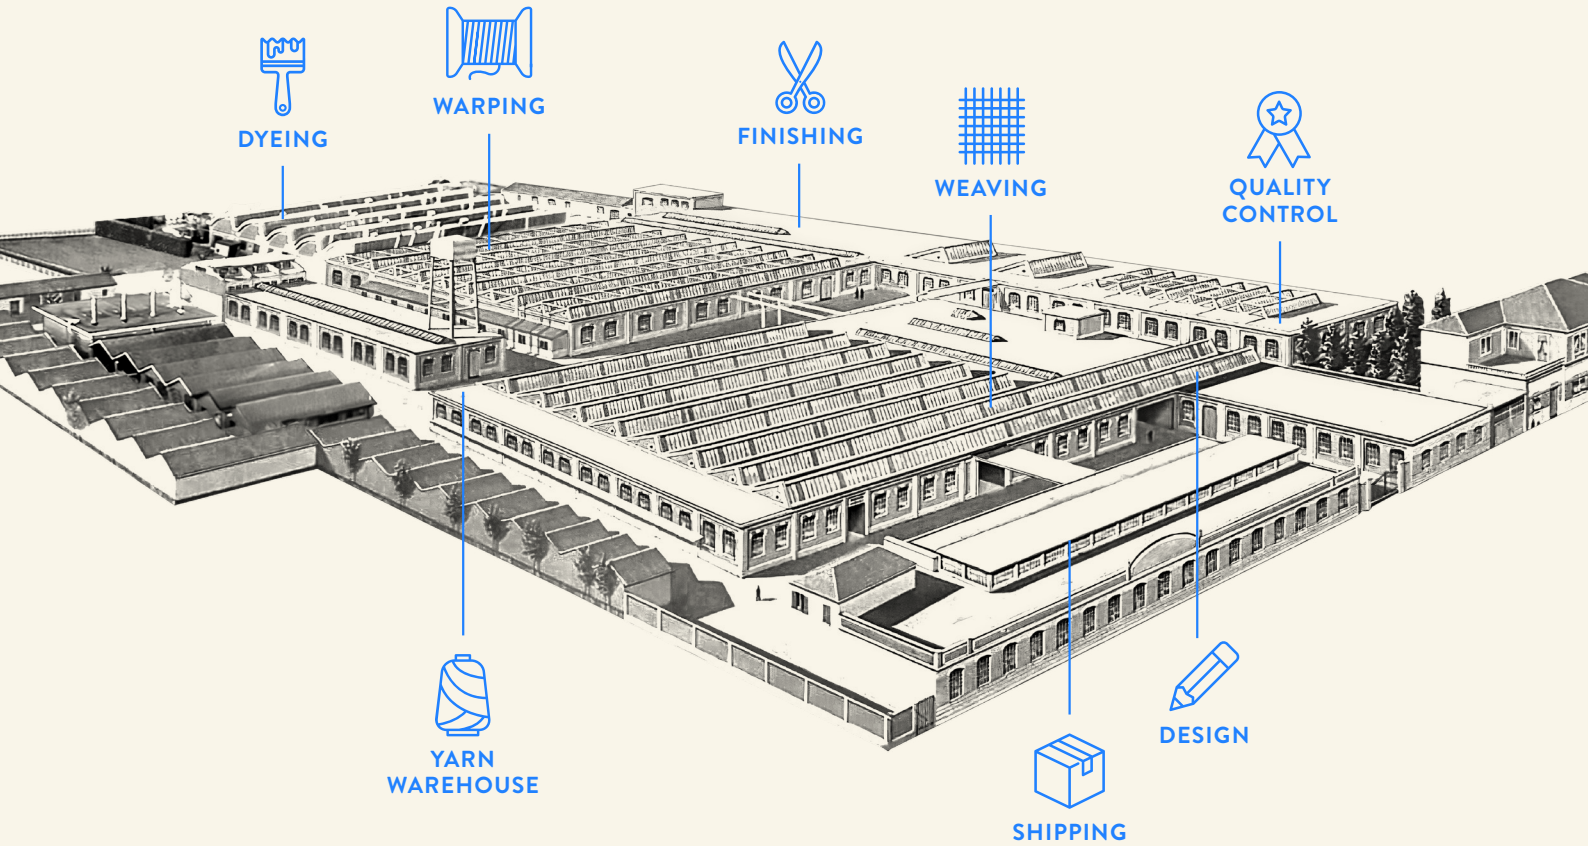 WARPING
DYEING
FINISHING
WEAVING
QUALITY
CONTROL
DESIGN
YARN
WAREHOUSE
SHIPPING